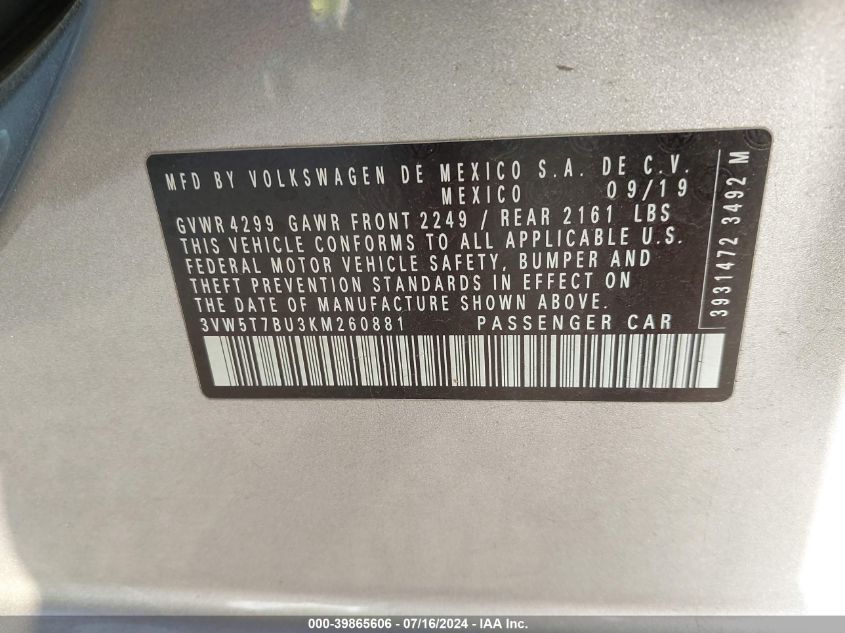 MFD BY VOLKSWAGEN DE MEXICO S.A. DE C.V.
MEXICO 09/19
GVWR 4299 GAWR FRONT 2249 / REAR 2161 LBS
THIS VEHICLE CONFORMS TO ALL APPLICABLE U.S.
FEDERAL MOTOR VEHICLE SAFETY, BUMPER AND
THEFT PREVENTION STANDARDS IN EFFECT ON
THE DATE OF MANUFACTURE SHOWN ABOVE.
3VW5T7BU3KM260881 PASSENGER CAR
3931472 3492 M
000-39865606 - 07/16/2024 - IAA Inc.